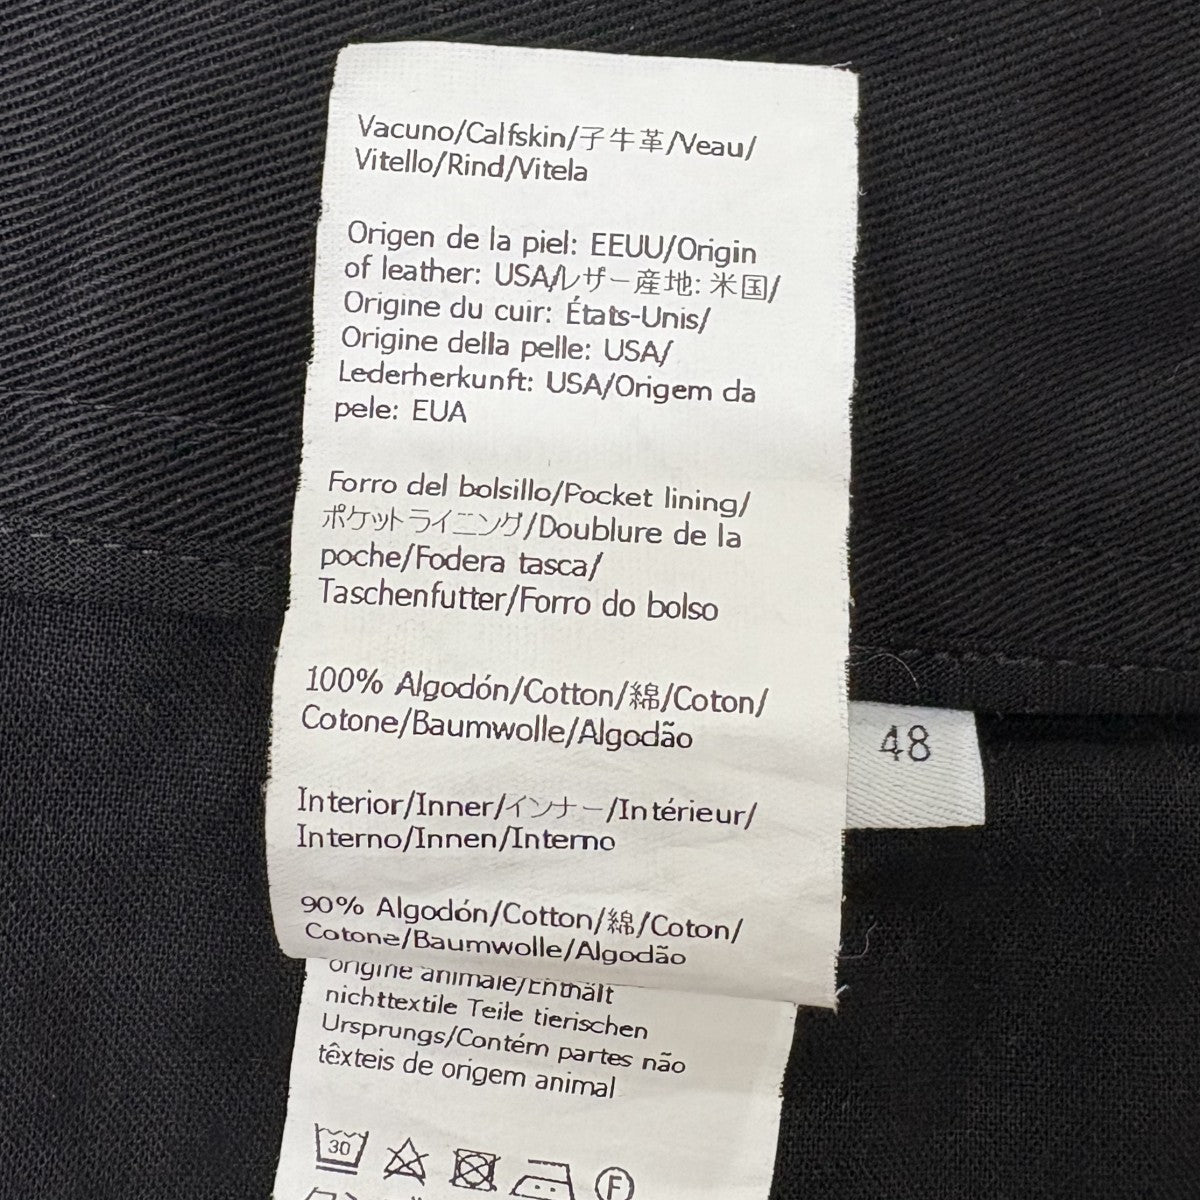 Vacuno/Calfskin/子牛革/Veau/
Vitello/Rind/Vitela
Origen de la piel: EEUU/Origin
of leather: USA/レザー産地: 米国/
Origine du cuir: États-Unis/
Origine della pelle: USA/
Lederherkunft: USA/Origem da
pele: EUA
Forro del bolsillo/Pocket lining/
ポケットライニング/Doublure de la
poche/Fodera tasca/
Taschenfutter/Forro do bolso
100% Algodón/Cotton/綿/Coton/
Cotone/Baumwolle/Algodão
48
Interior/Inner/インナー/Intérieur/
Interno/Innen/Interno
90% Algodón/Cotton/綿/Coton/
Cotone/Baumwolle/Algodão
origine animale/Enthält
nichttextile Teile tierischen
Ursprungs/Contém partes não
têxteis de origem animal
30
F